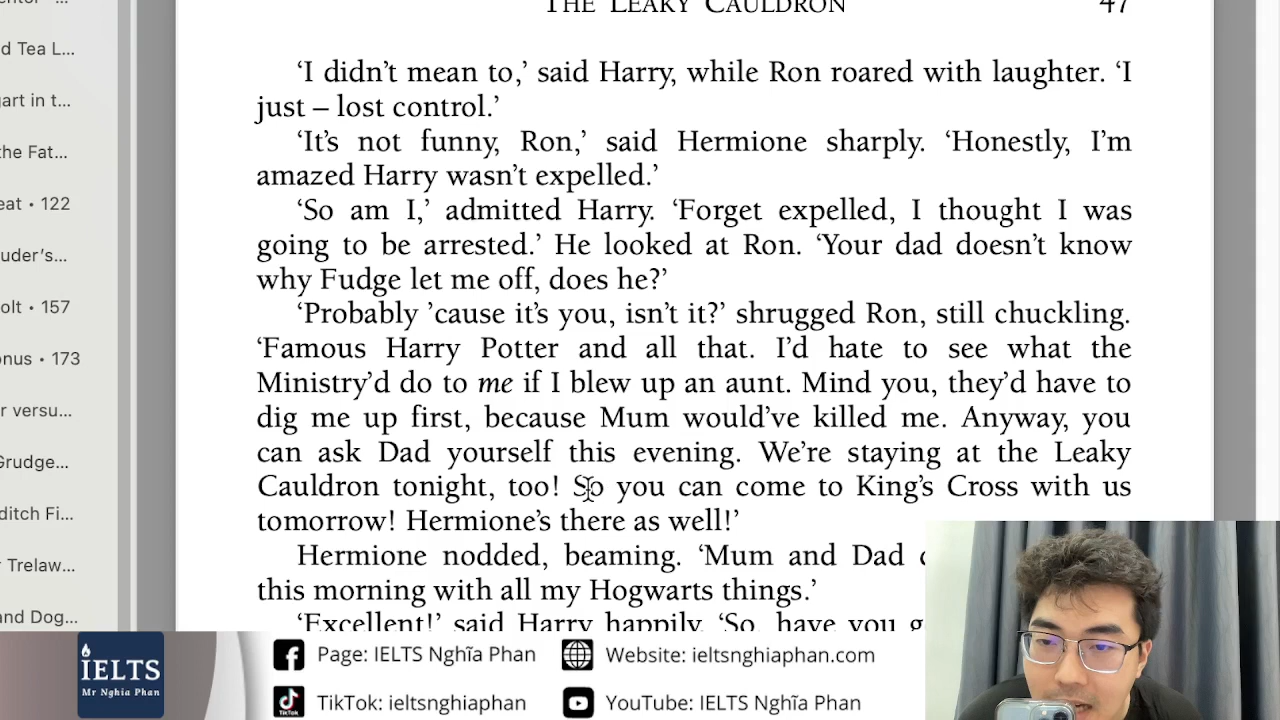 THE LEAKY CAULDRON 47
d Tea L...
gart in t...
the Fat...
eat • 122
uder's...
olt • 157
onus • 173
r versu...
Grudge...
ditch Fi...
r Trelaw...
and Dog...
‘I didn’t mean to,’ said Harry, while Ron roared with laughter. ‘I
just – lost control.’
‘It’s not funny, Ron,’ said Hermione sharply. ‘Honestly, I’m
amazed Harry wasn’t expelled.’
‘So am I,’ admitted Harry. ‘Forget expelled, I thought I was
going to be arrested.’ He looked at Ron. ‘Your dad doesn’t know
why Fudge let me off, does he?’
‘Probably ’cause it’s you, isn’t it?’ shrugged Ron, still chuckling.
‘Famous Harry Potter and all that. I’d hate to see what the
Ministry’d do to me if I blew up an aunt. Mind you, they’d have to
dig me up first, because Mum would’ve killed me. Anyway, you
can ask Dad yourself this evening. We’re staying at the Leaky
Cauldron tonight, too! So you can come to King’s Cross with us
tomorrow! Hermione’s there as well!’
Hermione nodded, beaming. ‘Mum and Dad
this morning with all my Hogwarts things.’
‘Excellent!’ said Harry happily. ‘So, have you g
IELTS
Mr Nghia Phan
Page: IELTS Nghĩa Phan
Website: ieltsnghiaphan.com
TikTok
TikTok: ieltsnghiaphan
YouTube
YouTube: IELTS Nghĩa Phan